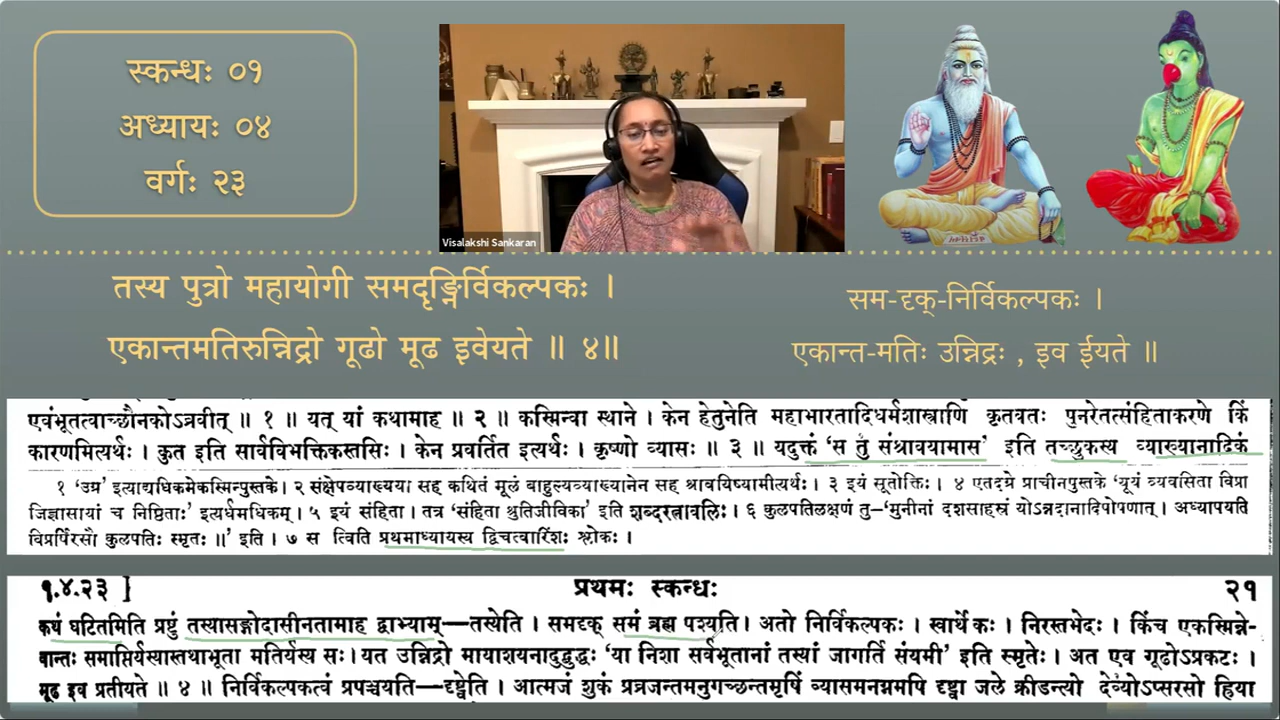 स्कन्धः ०१
अध्यायः ०४
वर्गः २३
Visalakshi Sankaran
तस्य पुत्रो महायोगी समदृङ्निर्विकल्पकः ।
एकान्तमतिरुन्निद्रो गूढो मूढ इवेयते ॥ ४॥
सम-दृक्-निर्विकल्पकः ।
एकान्त-मतिः उन्निद्रः , इव ईयते ॥
एवंभूतत्वाच्छौनकोऽब्रवीत् ॥ १ ॥ यत् यां कथामाह ॥ २ ॥ कस्मिन्वा स्थाने । केन हेतुनेति महाभारतादिधर्मशास्त्राणि कृतवतः पुनरेतत्संहिताकरणे किं
कारणमित्यर्थः । कुत इति सार्वविभक्तिकस्तसिः । केन प्रवर्तित इत्यर्थः । कृष्णो व्यासः ॥ ३ ॥ यदुक्तं ‘स तु संश्रावयामास’ इति तच्छुकस्य व्याख्यानादिकं
१ ‘उग्र’ इत्याद्यधिकमेकस्मिन्पुस्तके । २ संक्षेपव्याख्यया सह कथितं मूलं बाहुल्यव्याख्यानेन सह श्रावयिष्यामीत्यर्थः । ३ इयं सूतोक्तिः । ४ एतदग्रे प्राचीनपुस्तके ‘यूयं व्यवसिता विप्रा
जिज्ञासायां च निष्ठिताः’ इत्यर्धमधिकम् । ५ इयं संहिता । तत्र ‘संहिता श्रुतिजीविका’ इति शब्दरत्नावलिः । ६ कुलपतिलक्षणं तु–‘मुनीनां दशसाहस्रं योऽन्नदानादिपोषणात् । अध्यापयति
विप्रर्षिरसौ कुलपतिः स्मृतः ॥’ इति । ७ स त्विति प्रथमाध्यायस्य द्विचत्वारिंशः श्लोकः ।
१.४.२३ ]
प्रथमः स्कन्धः
२१
कथं घटितमिति प्रष्टुं तस्यासङ्गोदासीनतामाह द्वाभ्याम्—तस्येति । समदृक् समं ब्रह्म पश्यति । अतो निर्विकल्पकः । स्वार्थे कः । निरस्तभेदः । किंच एकस्मिन्ने-
वान्तः समाप्तिर्यस्यास्तथाभूता मतिर्यस्य सः । यत उन्निद्रो मायाशयनादुद्बुद्धः ‘या निशा सर्वभूतानां तस्यां जागर्ति संयमी’ इति स्मृतेः । अत एव गूढोऽप्रकटः ।
मूढ इव प्रतीयते ॥ ४ ॥ निर्विकल्पकत्वं प्रपञ्चयति—दृष्ट्वेति । आत्मजं शुकं प्रव्रजन्तमनुगच्छन्तमृषिं व्यासमनग्नमपि दृष्ट्वा जले क्रीडन्त्यो देव्योऽप्सरसो ह्रिया